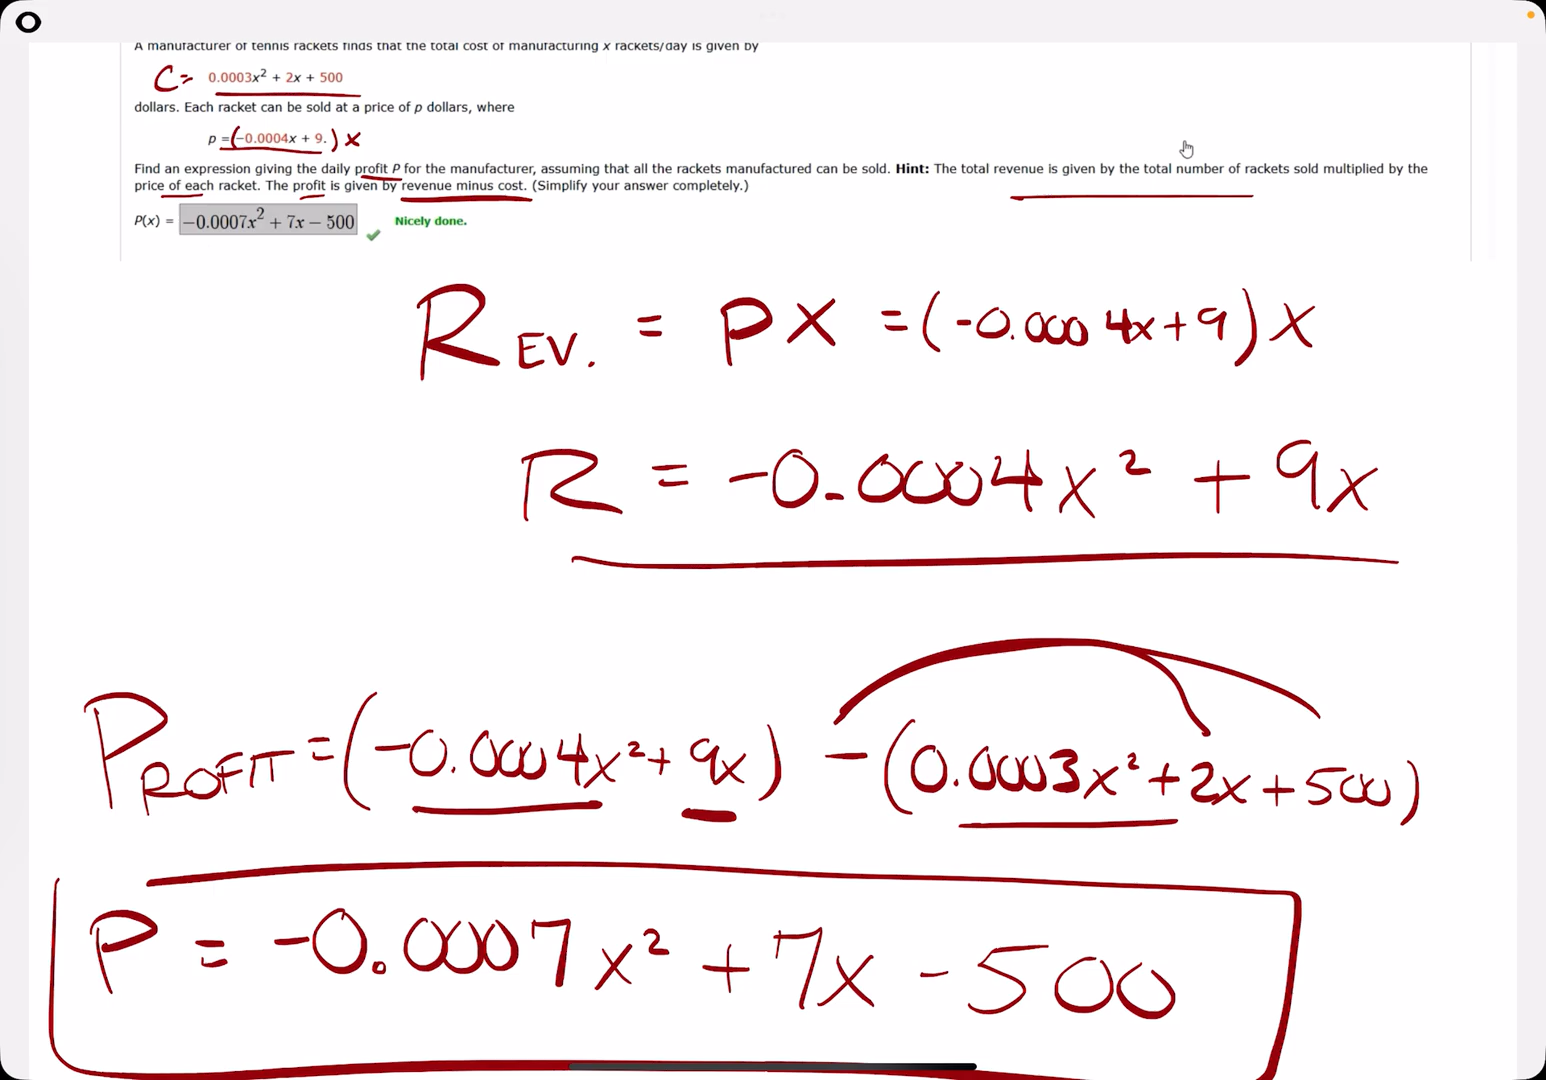 A manufacturer of tennis rackets finds that the total cost of manufacturing x rackets/day is given by
C= 0.0003x² + 2x + 500
dollars. Each racket can be sold at a price of p dollars, where
p =(−0.0004x + 9.) x
Find an expression giving the daily profit P for the manufacturer, assuming that all the rackets manufactured can be sold. Hint: The total revenue is given by the total number of rackets sold multiplied by the
price of each racket. The profit is given by revenue minus cost. (Simplify your answer completely.)
P(x) = −0.0007x² + 7x − 500 Nicely done.
REV. = PX =(-0.0004x+9)X
R = -0.0004x² + 9x
PROFIT=(-0.0004x²+9x) -(0.0003x²+2x+500)
P = -0.0007x² + 7x -500